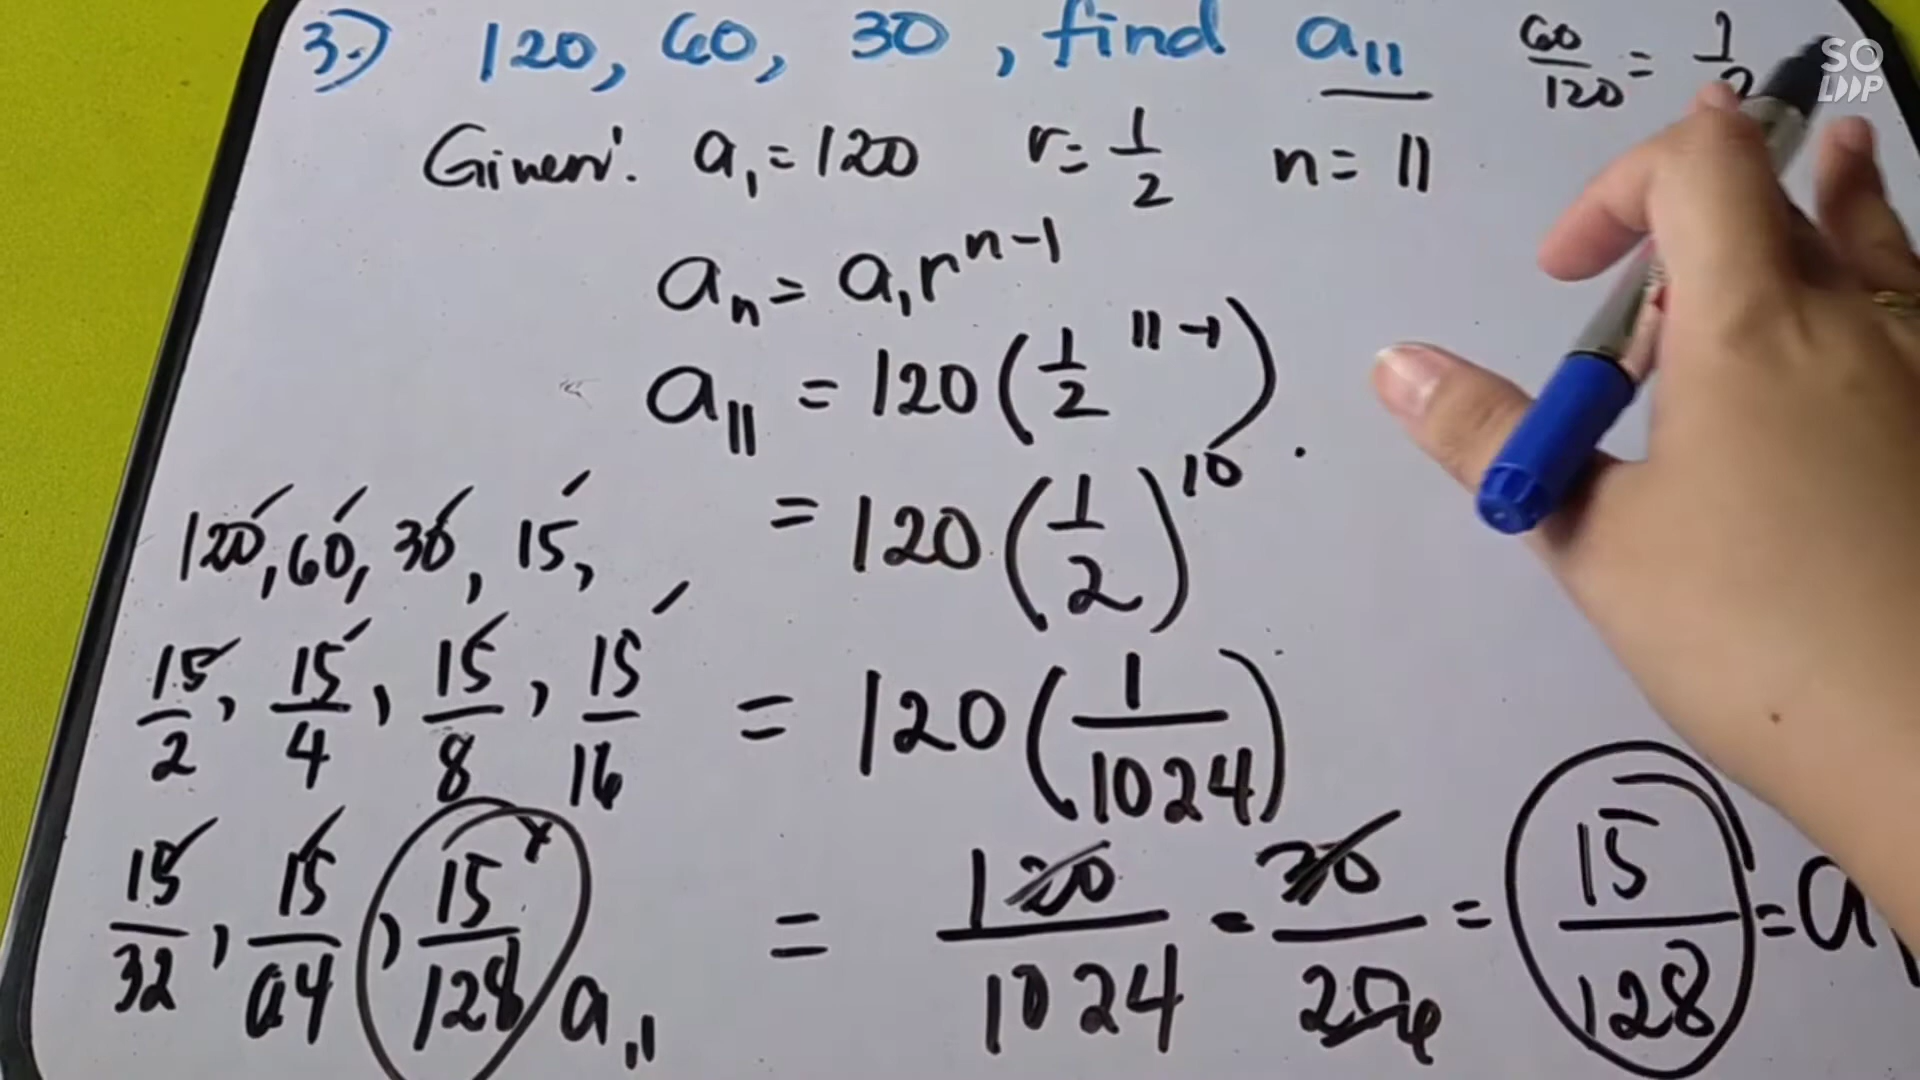 3.) 120, 60, 30, find a₁₁
60/120 = 1/2
SO LOOP
Given: a₁ = 120 r = 1/2 n = 11
aₙ = a₁rⁿ⁻¹
a₁₁ = 120 (1/2 ¹¹⁻¹)
= 120 (1/2)¹⁰
= 120 (1/1024)
= 120/1024 = 30/256 = 15/128 = a
120, 60, 30, 15,
15/2, 15/4, 15/8, 15/16
15/32, 15/64, 15/128 a₁₁